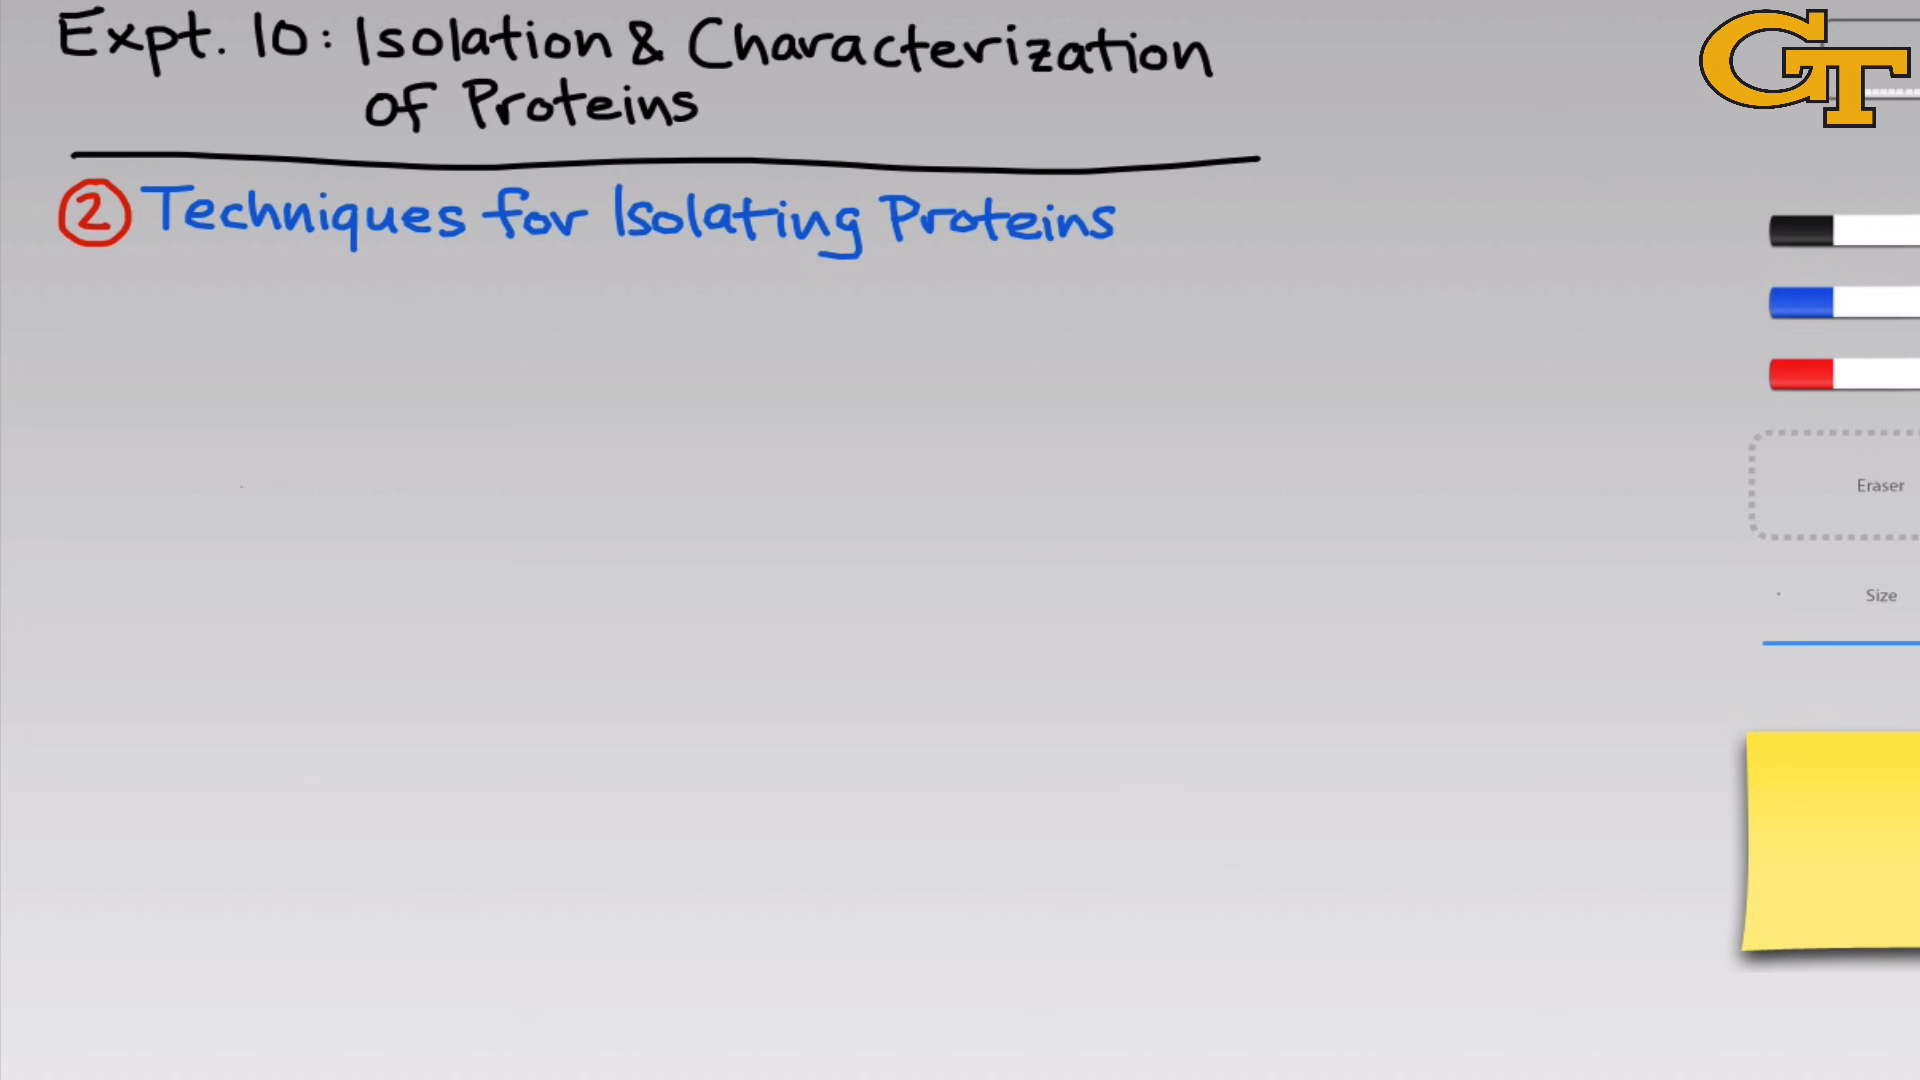 Expt. 10: Isolation & Characterization
of Proteins
GT
② Techniques for Isolating Proteins
Eraser
Size